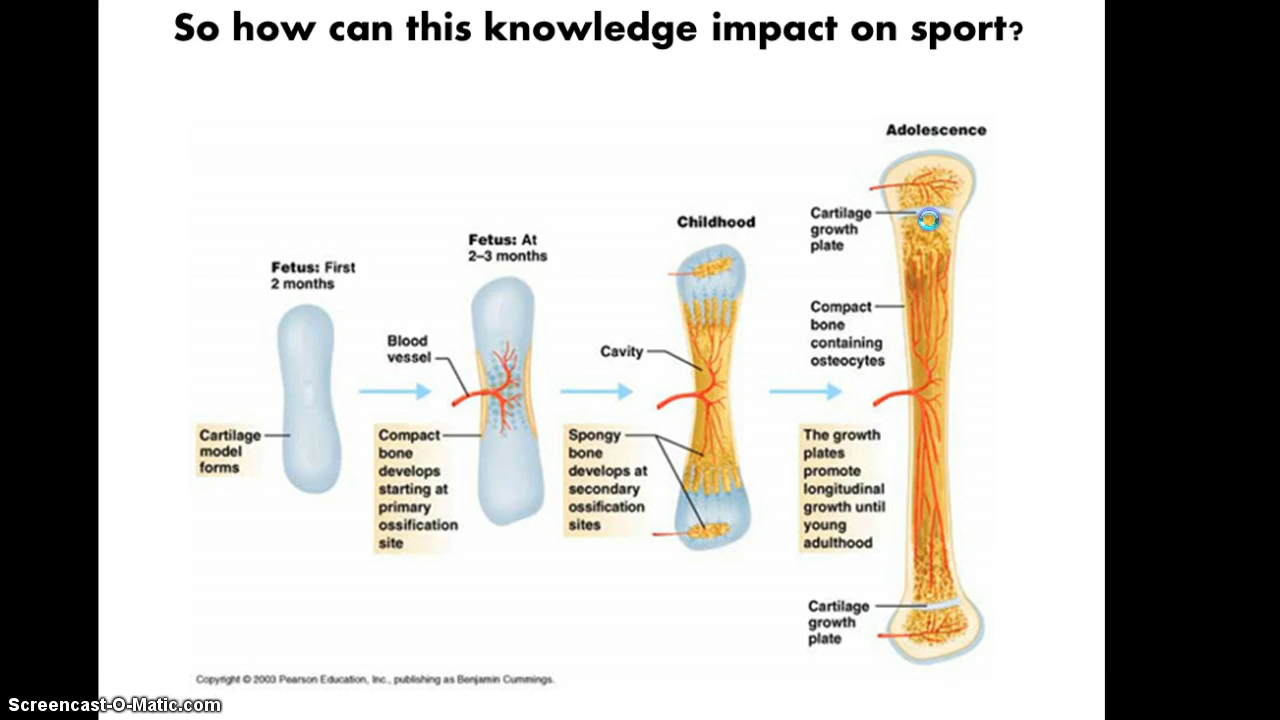 So how can this knowledge impact on sport?
Adolescence
Cartilage
growth
plate
Childhood
Fetus: At
2–3 months
Fetus: First
2 months
Compact
bone
containing
osteocytes
Blood
vessel
Cavity
Cartilage
model
forms
Compact
bone
develops
starting at
primary
ossification
site
Spongy
bone
develops at
secondary
ossification
sites
The growth
plates
promote
longitudinal
growth until
young
adulthood
Cartilage
growth
plate
Copyright © 2003 Pearson Education, Inc., publishing as Benjamin Cummings.
Screencast-O-Matic.com